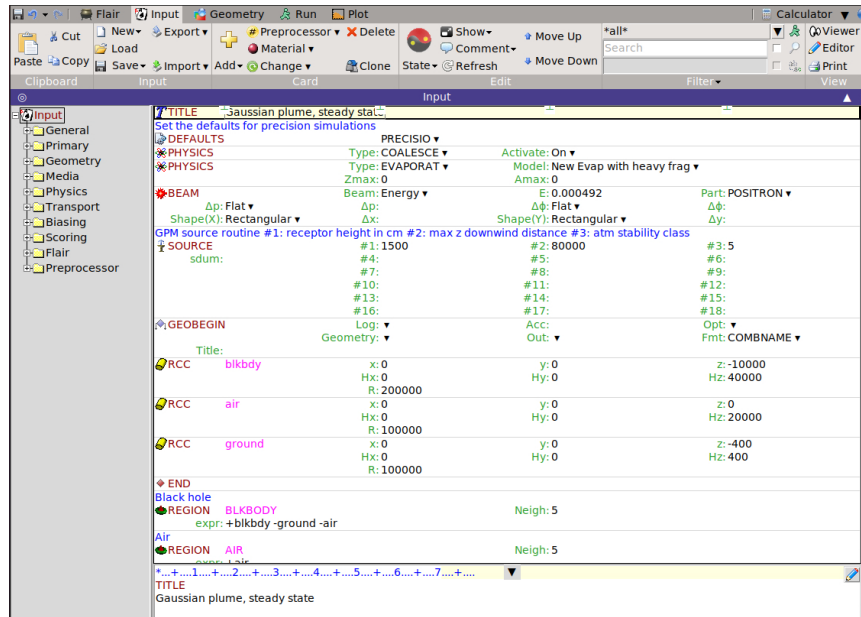 Flair Input Geometry Run Plot Calculator
Paste Cut Copy New Load Save Export Import Add Preprocessor Material Change Delete Clone State Show Comment Refresh Move Up Move Down *all* Search Viewer Editor Print
Clipboard Input Card Edit Filter View
Input
Input
General
Primary
Geometry
Media
Physics
Transport
Biasing
Scoring
Flair
Preprocessor
TITLE Gaussian plume, steady state
Set the defaults for precision simulations
DEFAULTS PRECISIO
PHYSICS Type: COALESCE Activate: On
PHYSICS Type: EVAPORAT Model: New Evap with heavy frag
Zmax: 0 Amax: 0
BEAM Beam: Energy E: 0.000492 Part: POSITRON
Δp: Flat Δp: Δϕ: Flat Δϕ:
Shape(X): Rectangular Δx: Shape(Y): Rectangular Δy:
GPM source routine #1: receptor height in cm #2: max z downwind distance #3: atm stability class
SOURCE #1: 1500 #2: 80000 #3: 5
sdum: #4: #5: #6:
#7: #8: #9:
#10: #11: #12:
#13: #14: #15:
#16: #17: #18:
GEOBEGIN Log: Acc: Opt:
Geometry: Out: Fmt: COMBNAME
Title:
RCC blkbdy x: 0 y: 0 z: -10000
Hx: 0 Hy: 0 Hz: 40000
R: 200000
RCC air x: 0 y: 0 z: 0
Hx: 0 Hy: 0 Hz: 20000
R: 100000
RCC ground x: 0 y: 0 z: -400
Hx: 0 Hy: 0 Hz: 400
R: 100000
END
Black hole
REGION BLKBODY Neigh: 5
expr: +blkbdy -ground -air
Air
REGION AIR Neigh: 5
expr: +air
*...+....1....+....2....+....3....+....4....+....5....+....6....+....7....+....
TITLE
Gaussian plume, steady state